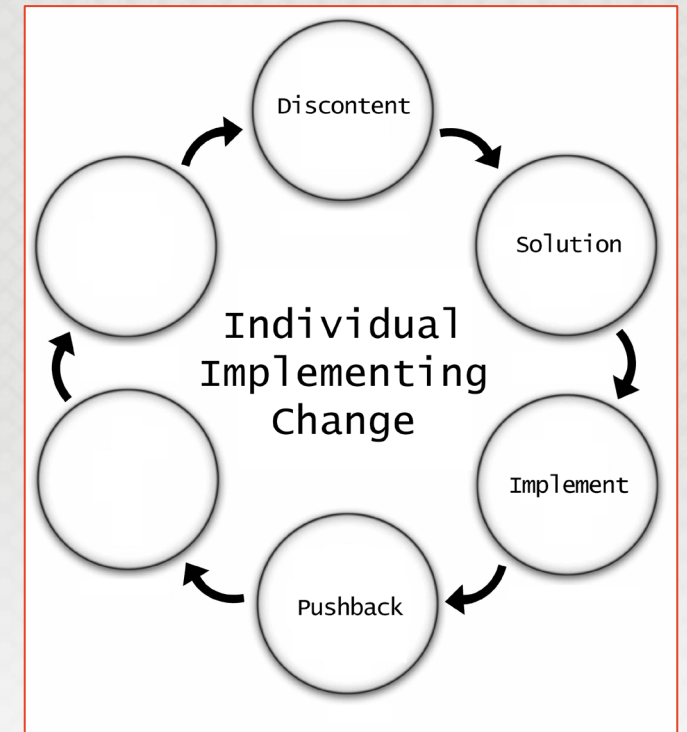 Discontent
Solution
Implement
Pushback
Individual
Implementing
Change